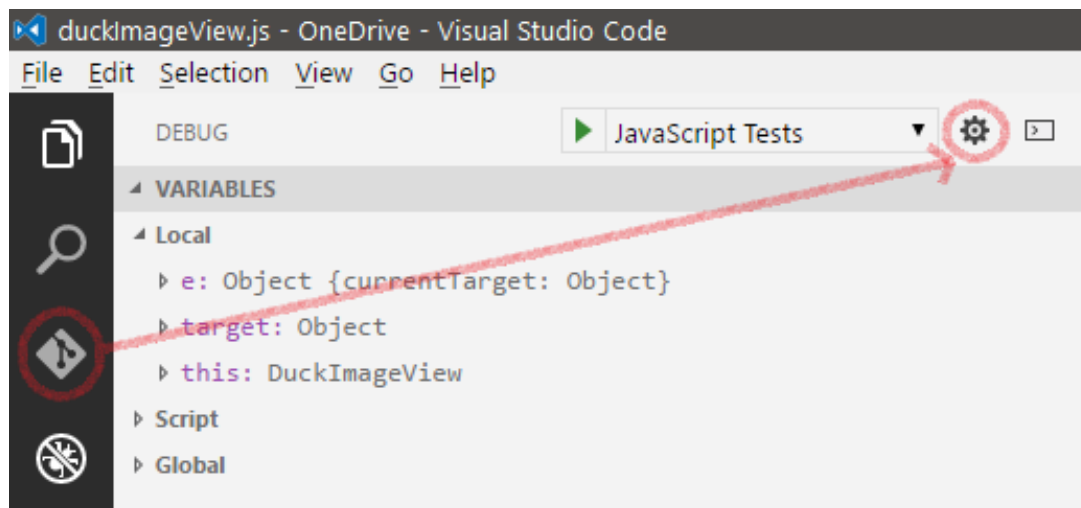 duckImageView.js - OneDrive - Visual Studio Code
File Edit Selection View Go Help
DEBUG JavaScript Tests
VARIABLES
Local
e: Object {currentTarget: Object}
target: Object
this: DuckImageView
Script
Global